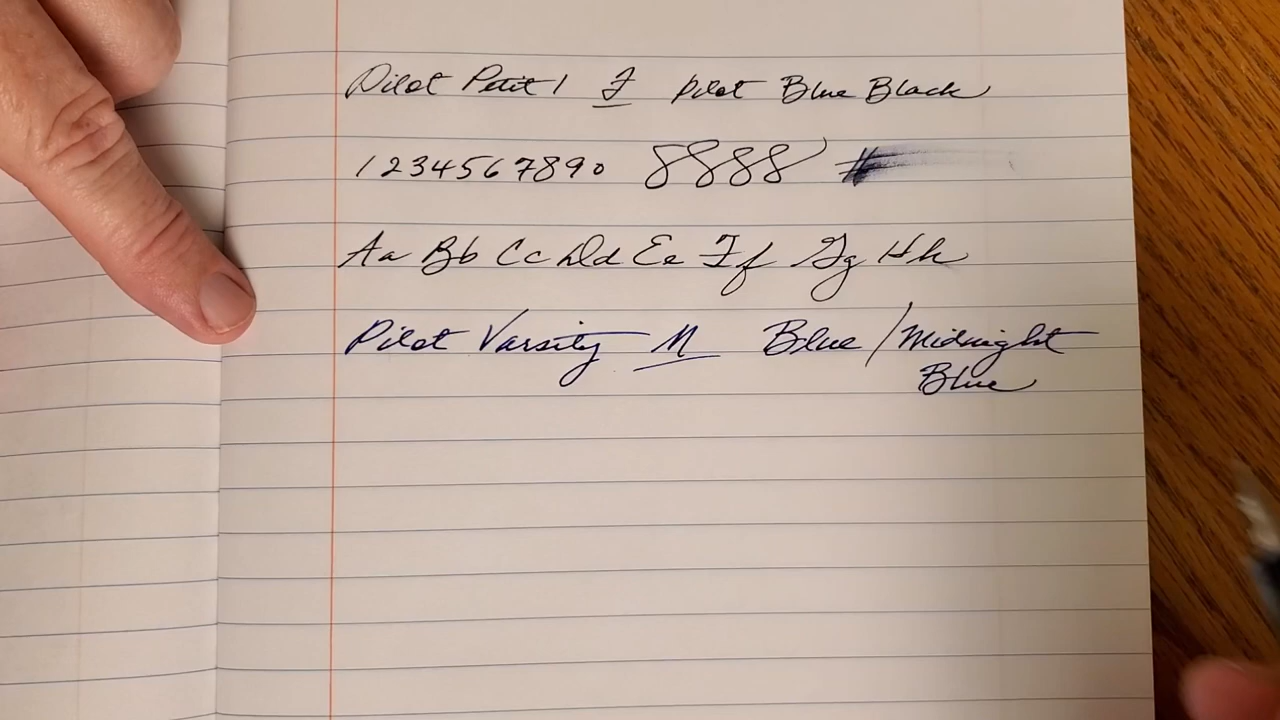 Pilot Petit 1 F Pilot Blue Black
1234567890 8888 #
Aa Bb Cc Dd Ee Ff Gg Hh
Pilot Varsity M Blue / Midnight
Blue